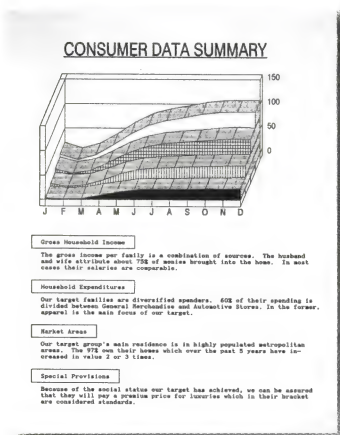 CONSUMER DATA SUMMARY
150
100
50
0
J F M A M J J A S O N D
Gross Household Income
The gross income per family is a combination of sources. The husband
and wife attribute about 75% of monies brought into the home. In most
cases their salaries are comparable.
Household Expenditures
Our target families are diversified spenders. 60% of their spending is
divided between General Merchandise and Automotive Stores. In the former,
apparel is the main focus of our target.
Market Areas
Our target group's main residence is in highly populated metropolitan
areas. The 97% own their homes which over the past 5 years have in-
creased in value 2 or 3 times.
Special Provisions
Because of the social status our target has achieved, we can be assured
that they will pay a premium price for luxuries which in their bracket
are considered standards.